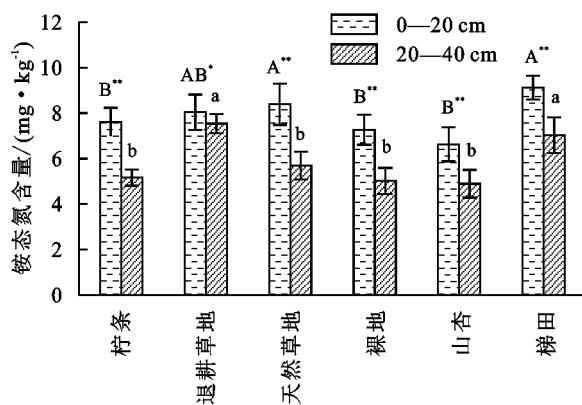 铵态氮含量/(mg·kg⁻¹)
12
10
8
6
4
2
0
0—20 cm
20—40 cm
B** b
AB* a
A** b
B** b
B** b
A** a
柠条
退耕草地
天然草地
裸地
山杏
梯田